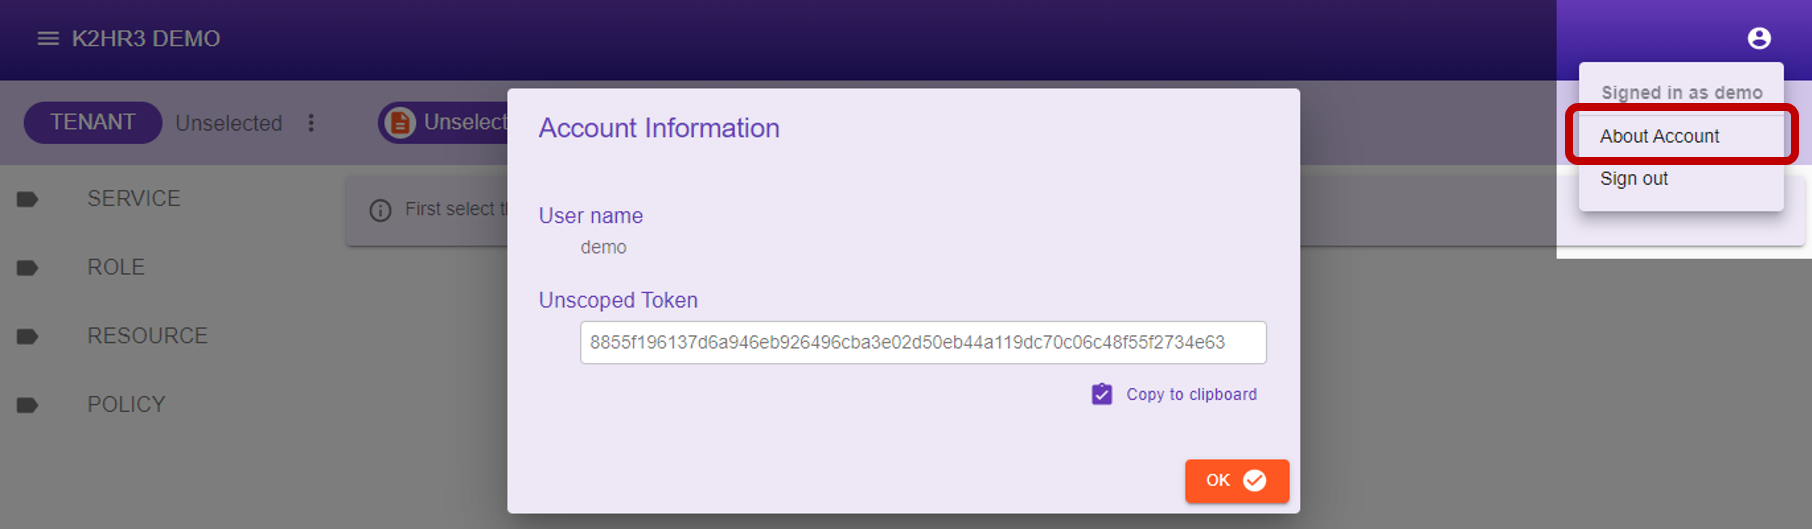 K2HR3 DEMO
Signed in as demo
About Account
Sign out
TENANT
Unselected
Unselect
SERVICE
ROLE
RESOURCE
POLICY
First select
Account Information
User name
demo
Unscoped Token
8855f196137d6a946eb926496cba3e02d50eb44a119dc70c06c48f55f2734e63
Copy to clipboard
OK